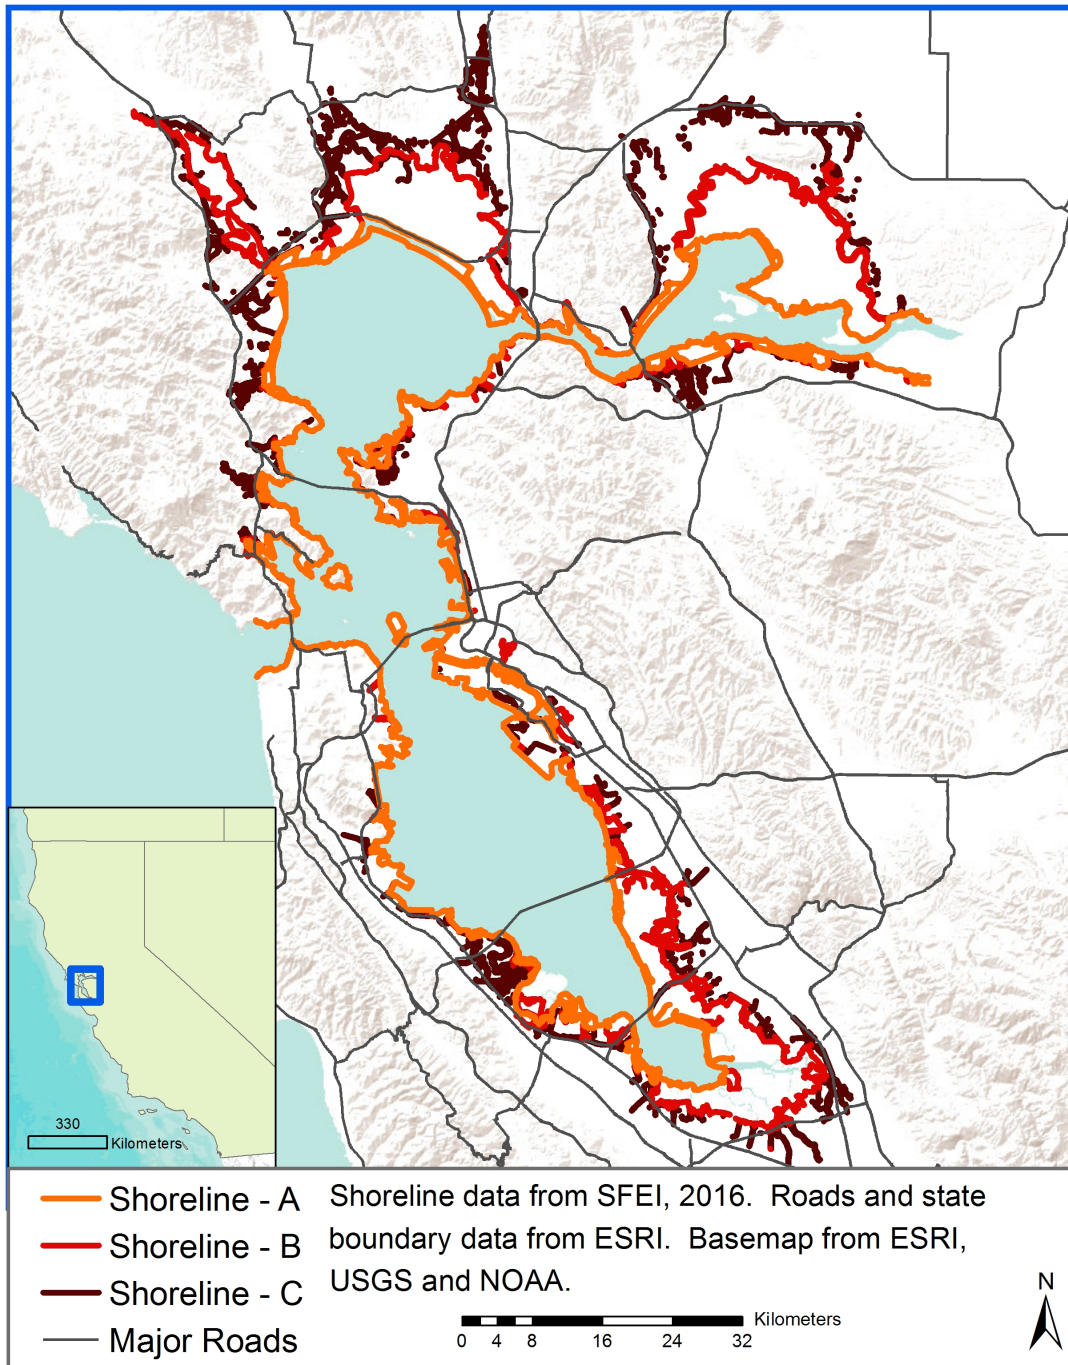 330
Kilometers
Shoreline - A
Shoreline - B
Shoreline - C
Major Roads
Shoreline data from SFEI, 2016.  Roads and state
boundary data from ESRI.  Basemap from ESRI,
USGS and NOAA.
Kilometers
0 4 8 16 24 32
N